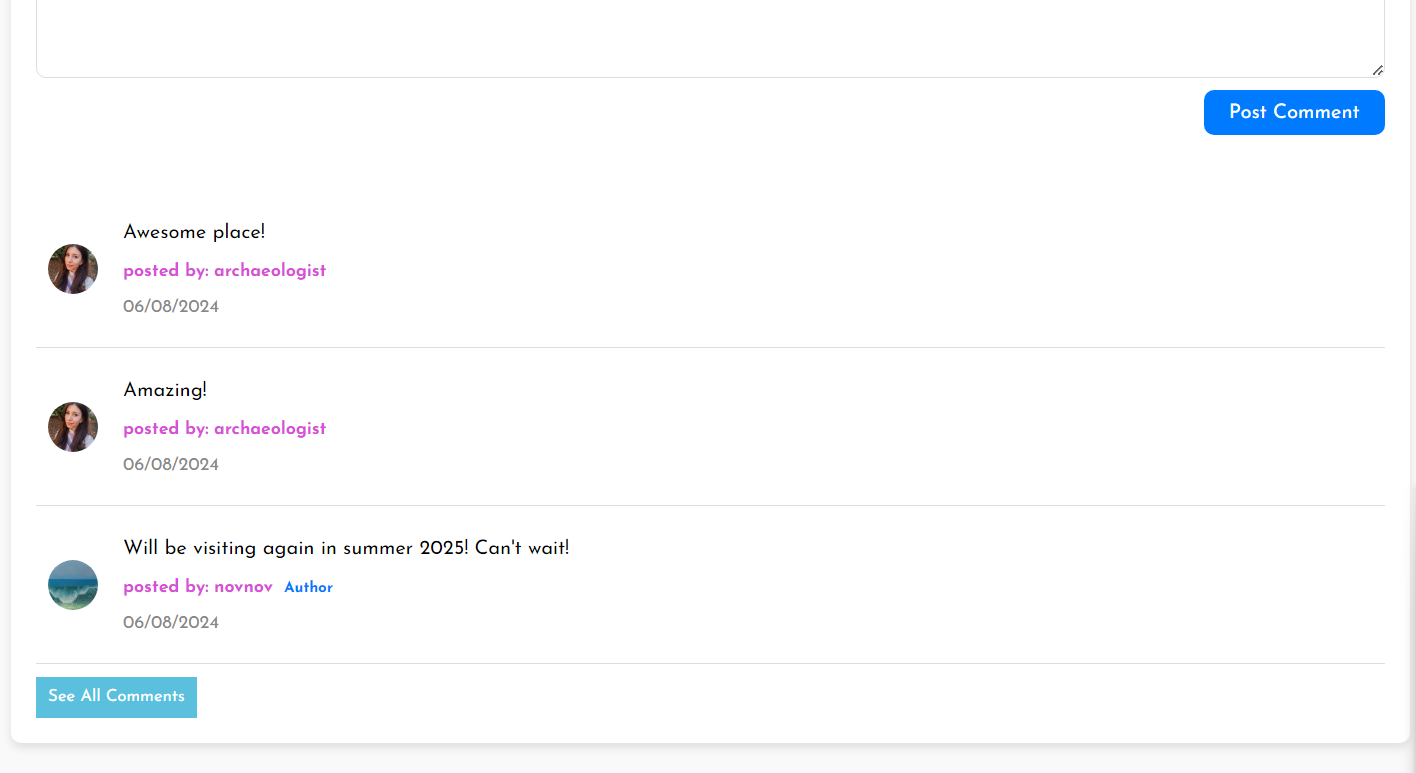 Post Comment
Awesome place!
posted by: archaeologist
06/08/2024
Amazing!
posted by: archaeologist
06/08/2024
Will be visiting again in summer 2025! Can't wait!
posted by: novnov Author
06/08/2024
See All Comments